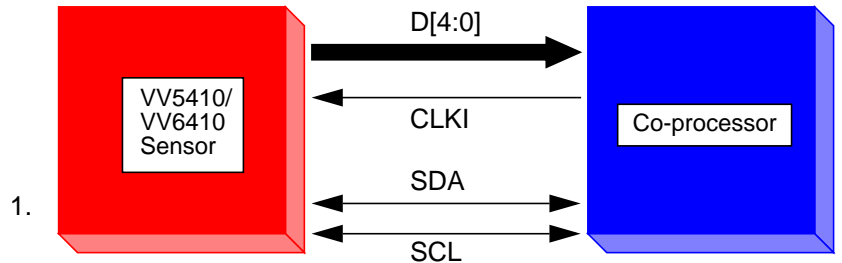 D[4:0]
VV5410/
VV6410
Sensor
CLKI
Co-processor
SDA
1.
SCL